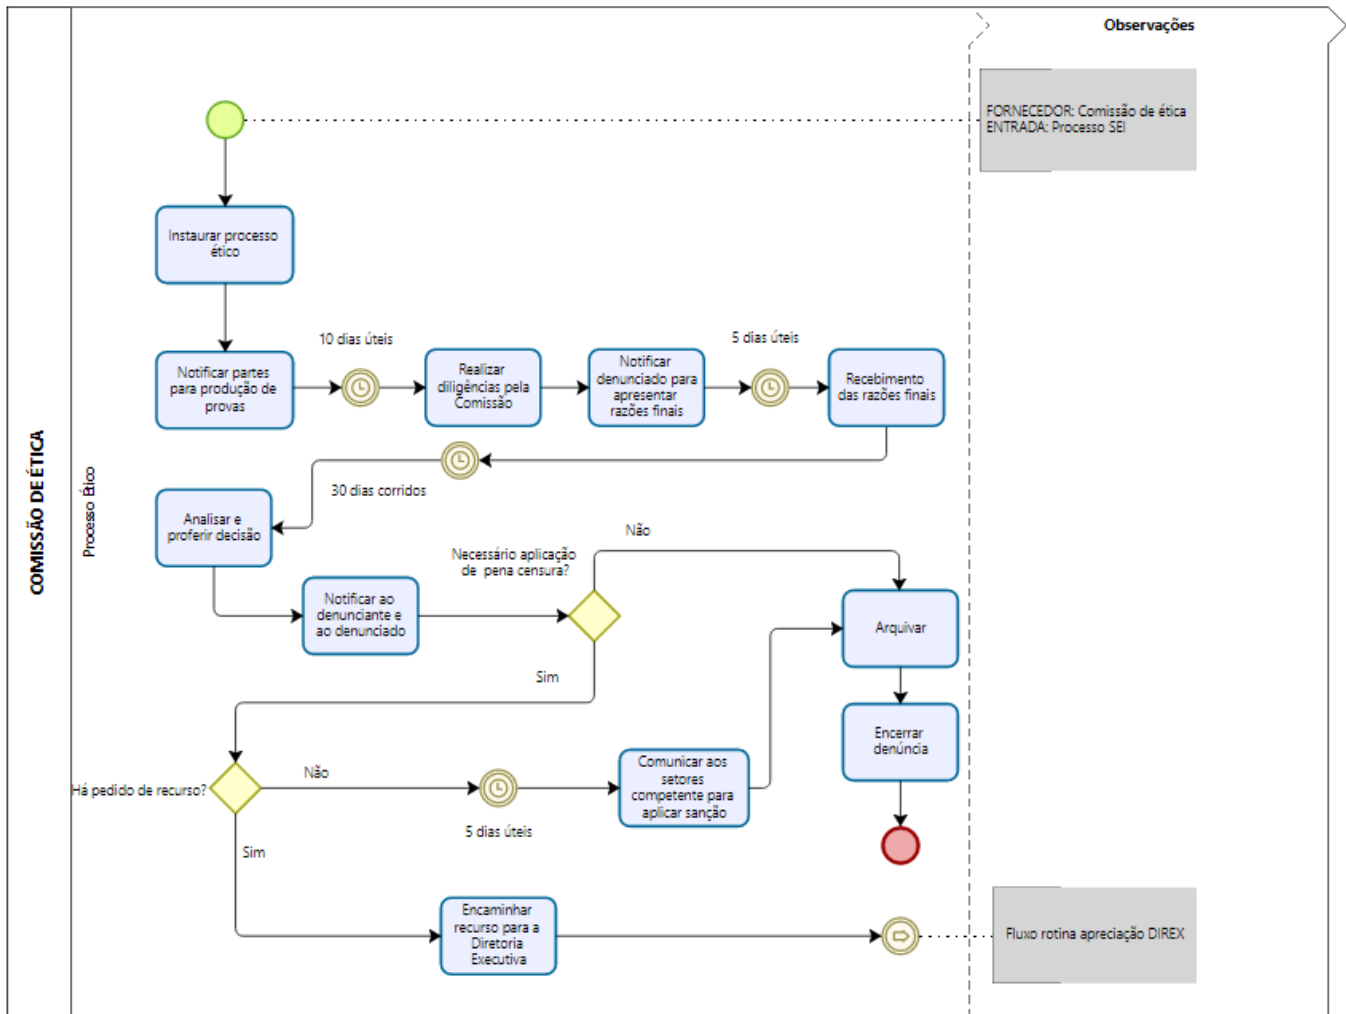 Observações
FORNECEDOR: Comissão de ética
ENTRADA: Processo SEI
COMISSÃO DE ÉTICA
Processo Ético
Instaurar processo
ético
Notificar partes
para produção de
provas
10 dias úteis
Realizar
diligências pela
Comissão
Notificar
denunciado para
apresentar
razões finais
5 dias úteis
Recebimento
das razões finais
30 dias corridos
Analisar e
proferir decisão
Notificar ao
denunciante e
ao denunciado
Necessário aplicação
de pena censura?
Não
Sim
Arquivar
Encerrar
denúncia
Há pedido de recurso?
Não
5 dias úteis
Comunicar aos
setores
competente para
aplicar sanção
Sim
Encaminhar
recurso para a
Diretoria
Executiva
Fluxo rotina apreciação DIREX